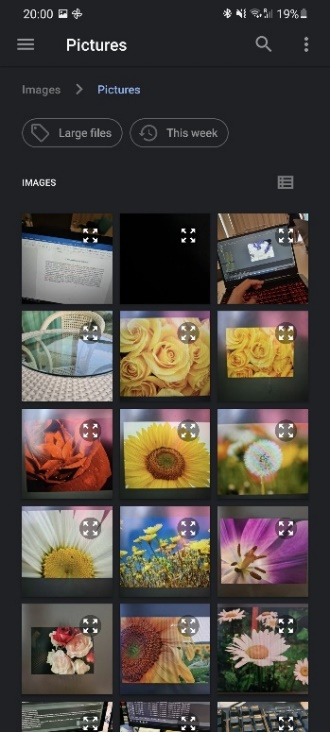 20:00 19%
Pictures
Images Pictures
Large files This week
IMAGES